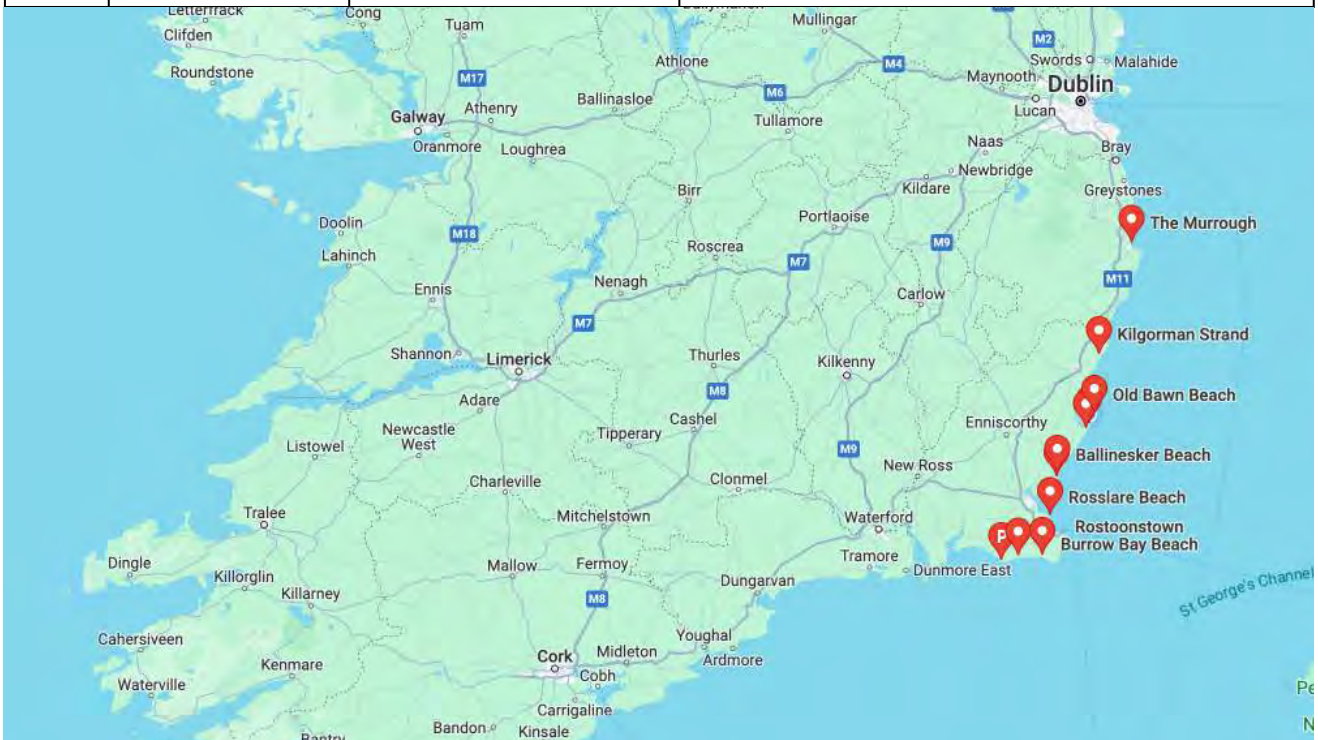 Letterfrack
Cong
Tuam
Mullingar
M2
Clifden
Swords
Malahide
Roundstone
Athlone
M4
M17
Maynooth
Dublin
M6
Ballinasloe
Athenry
Galway
Lucan
Tullamore
Oranmore
Loughrea
Naas
Bray
Newbridge
Kildare
Birr
Greystones
Portlaoise
Doolin
The Murrough
M18
Roscrea
M9
Lahinch
M7
M11
Nenagh
Ennis
Carlow
M7
Kilgorman Strand
Shannon
Limerick
Thurles
Kilkenny
M8
Adare
Old Bawn Beach
Cashel
Enniscorthy
Newcastle
West
Tipperary
Listowel
M9
Ballinesker Beach
New Ross
Charleville
Clonmel
Rosslare Beach
Tralee
Mitchelstown
Waterford
Rostoonstown
Burrow Bay Beach
P
Tramore
Dingle
Mallow
Fermoy
Dunmore East
Killorglin
Dungarvan
Killarney
M8
St George's Channel
Cahersiveen
Youghal
Midleton
Cork
Ardmore
Kenmare
Cobh
Waterville
Pe
Carrigaline
Bandon
Kinsale
N
Bantry